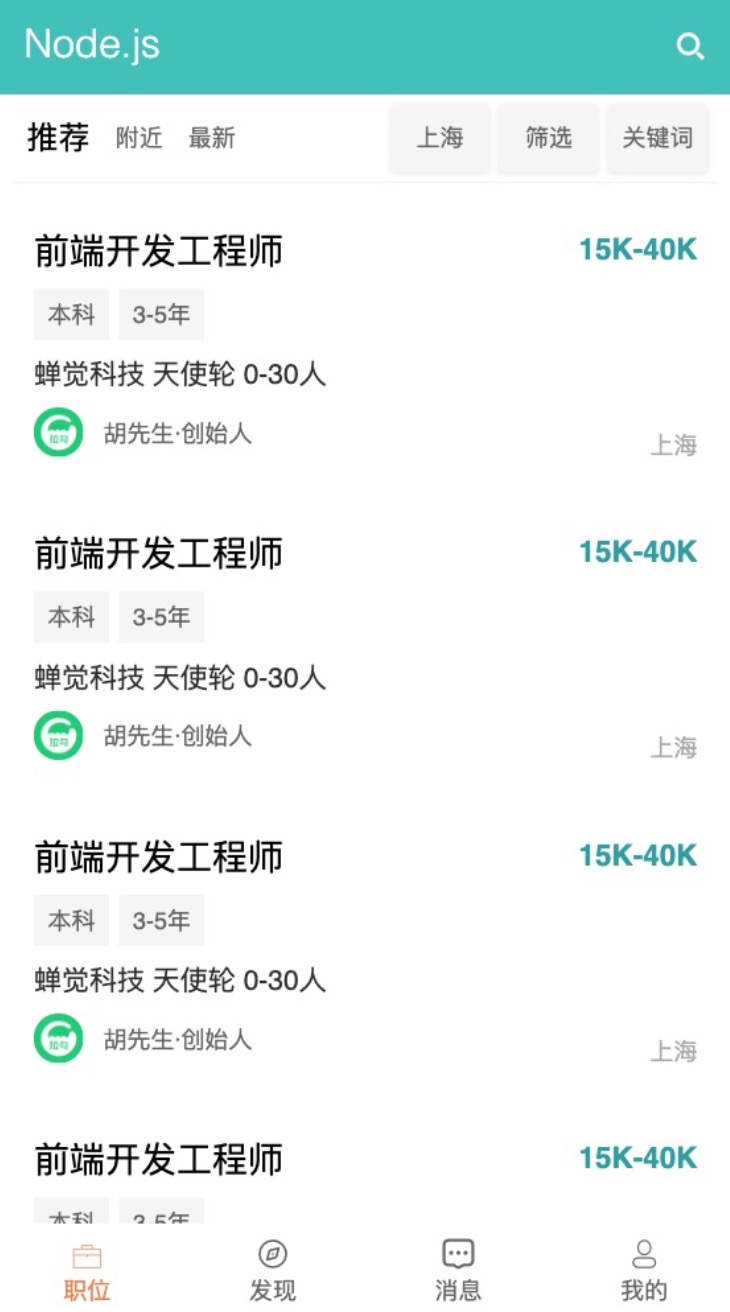 Node.js
推荐 附近 最新 上海 筛选 关键词
前端开发工程师 15K-40K
本科 3-5年
蝉觉科技 天使轮 0-30人
拉勾 胡先生·创始人
上海
前端开发工程师 15K-40K
本科 3-5年
蝉觉科技 天使轮 0-30人
拉勾 胡先生·创始人
上海
前端开发工程师 15K-40K
本科 3-5年
蝉觉科技 天使轮 0-30人
拉勾 胡先生·创始人
上海
前端开发工程师 15K-40K
本科 3-5年
职位 发现 消息 我的